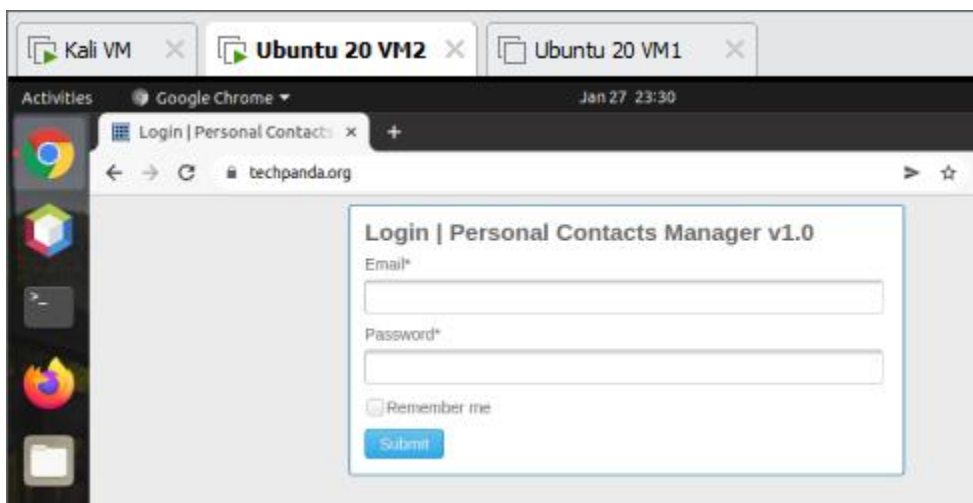 Kali VM Ubuntu 20 VM2 Ubuntu 20 VM1
Activities Google Chrome Jan 27 23:30
Login | Personal Contacts
techpanda.org
Login | Personal Contacts Manager v1.0
Email*
Password*
Remember me
Submit